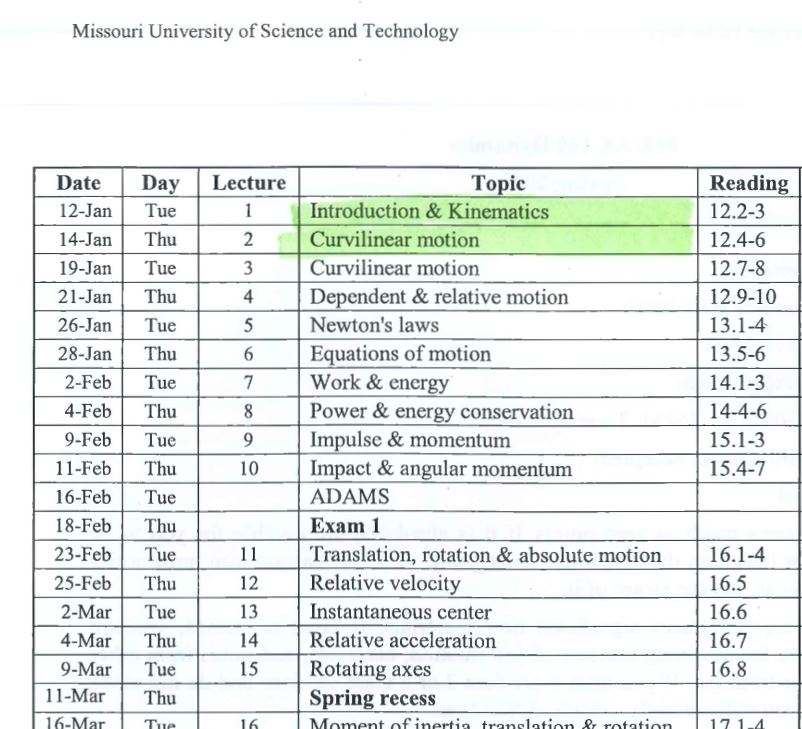 Missouri University of Science and Technology
Date Day Lecture Topic Reading
12-Jan Tue 1 Introduction & Kinematics 12.2-3
14-Jan Thu 2 Curvilinear motion 12.4-6
19-Jan Tue 3 Curvilinear motion 12.7-8
21-Jan Thu 4 Dependent & relative motion 12.9-10
26-Jan Tue 5 Newton's laws 13.1-4
28-Jan Thu 6 Equations of motion 13.5-6
2-Feb Tue 7 Work & energy 14.1-3
4-Feb Thu 8 Power & energy conservation 14-4-6
9-Feb Tue 9 Impulse & momentum 15.1-3
11-Feb Thu 10 Impact & angular momentum 15.4-7
16-Feb Tue ADAMS
18-Feb Thu Exam 1
23-Feb Tue 11 Translation, rotation & absolute motion 16.1-4
25-Feb Thu 12 Relative velocity 16.5
2-Mar Tue 13 Instantaneous center 16.6
4-Mar Thu 14 Relative acceleration 16.7
9-Mar Tue 15 Rotating axes 16.8
11-Mar Thu Spring recess
16-Mar Tue 16 Moment of inertia, translation & rotation 17.1-4